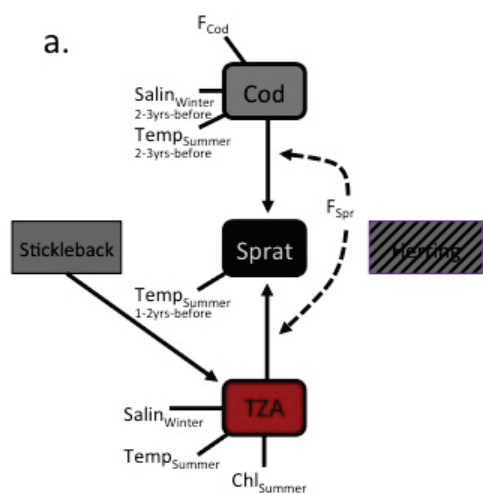 a.
F_Cod
Cod
Salin_Winter
2-3yrs-before
Temp_Summer
2-3yrs-before
F_Spr
Stickleback
Sprat
Herring
Temp_Summer
1-2yrs-before
TZA
Salin_Winter
Temp_Summer
Chl_Summer